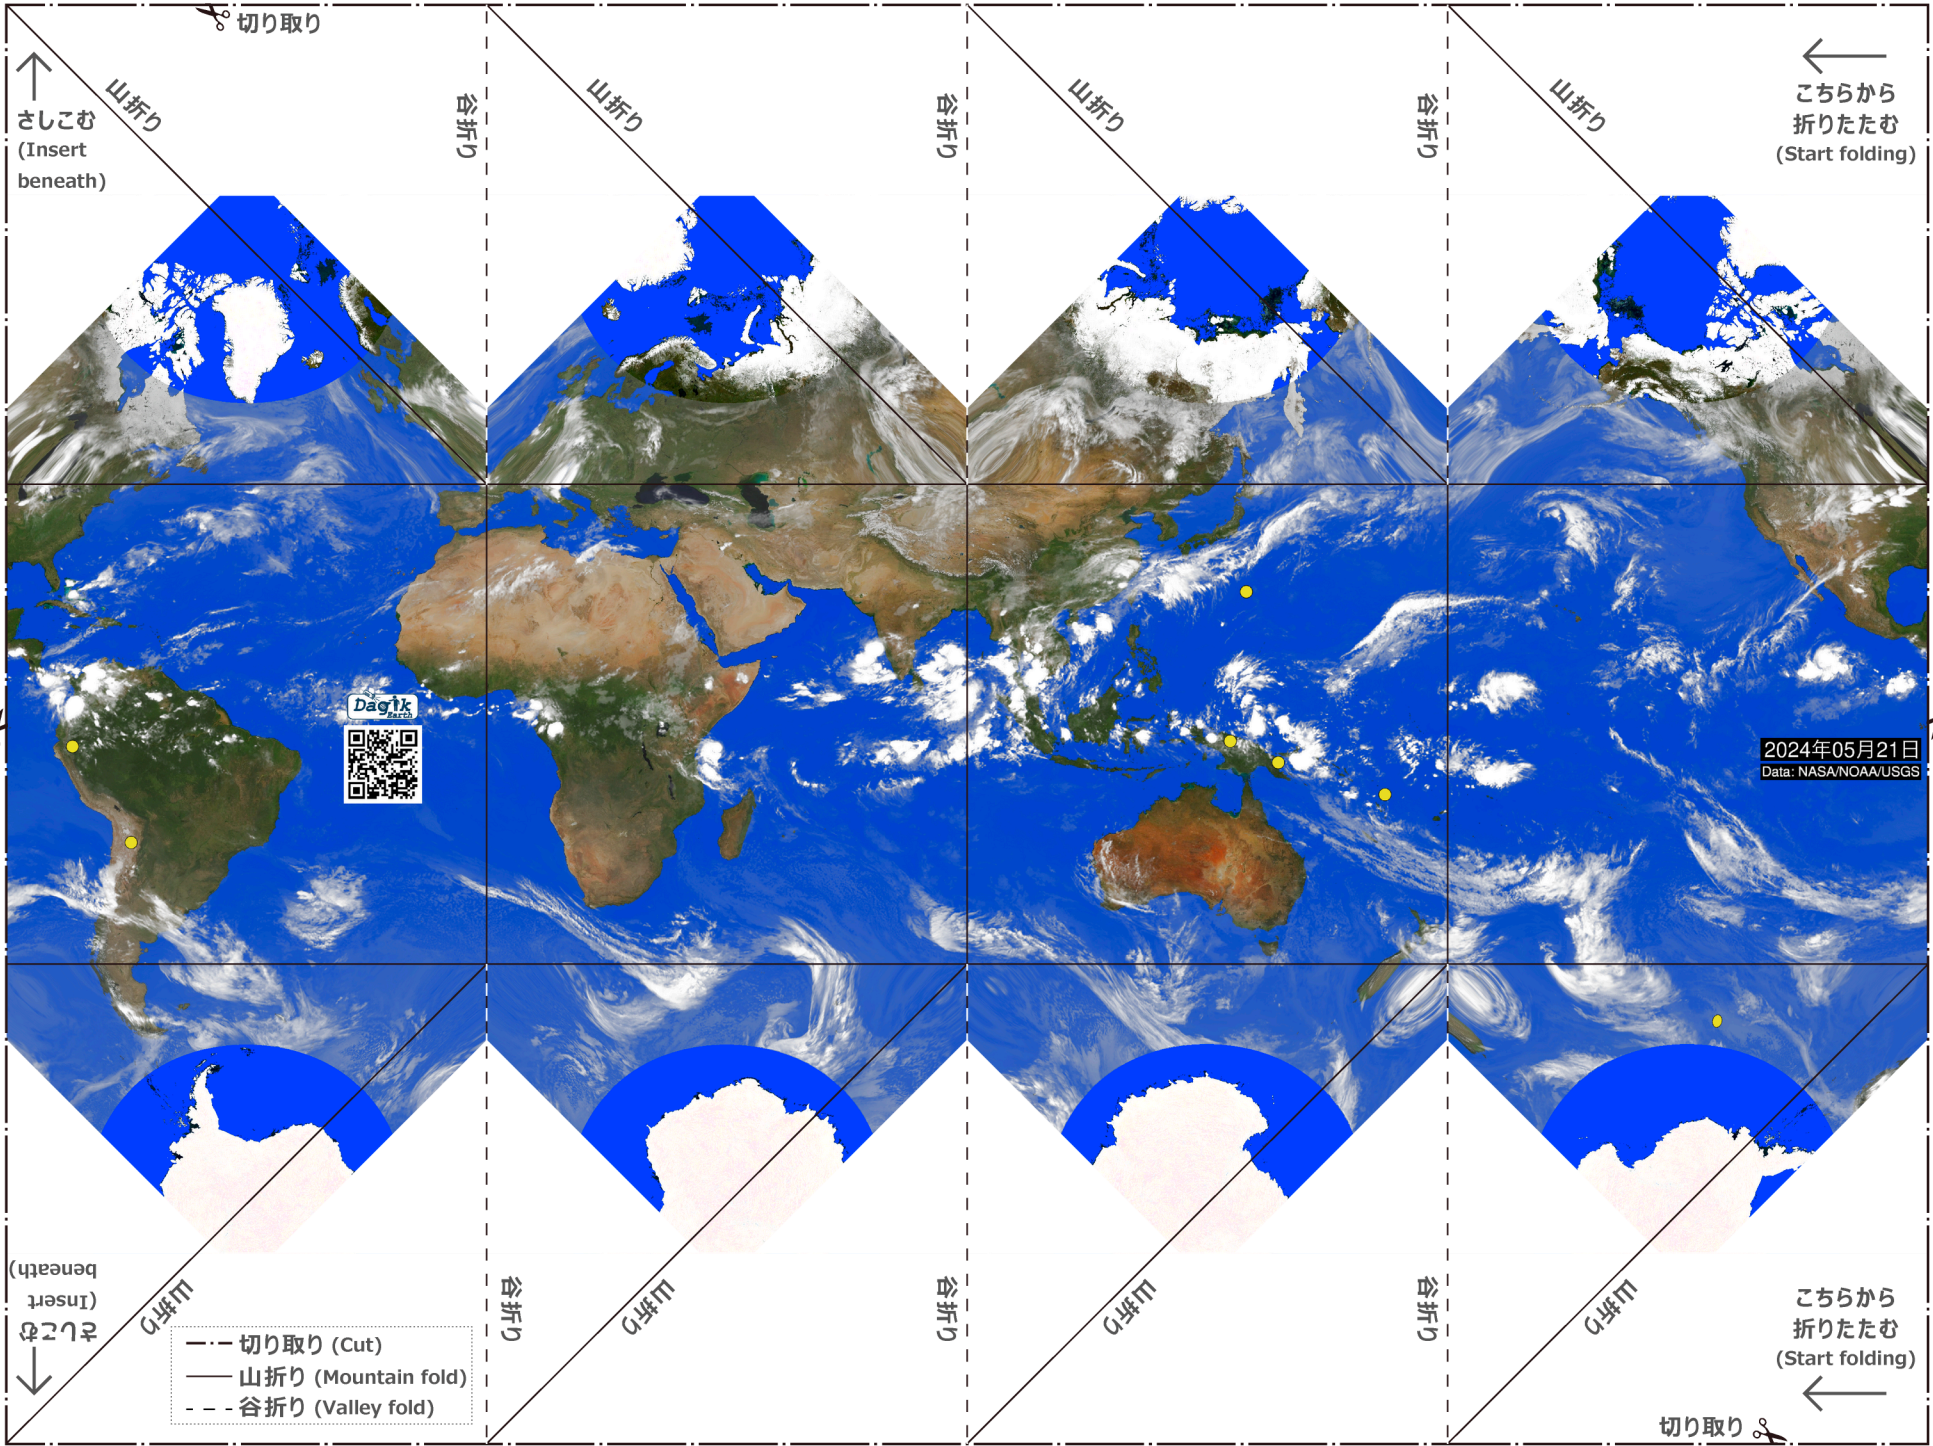 切り取り
山折り
谷折り
山折り
谷折り
山折り
谷折り
山折り
さしこむ
(Insert
beneath)
こちらから
折りたたむ
(Start folding)
Dagik
Earth
2024年05月21日
Data: NASA/NOAA/USGS
さしこむ
(Insert
beneath)
山折り
谷折り
山折り
谷折り
山折り
谷折り
山折り
切り取り (Cut)
山折り (Mountain fold)
谷折り (Valley fold)
こちらから
折りたたむ
(Start folding)
切り取り